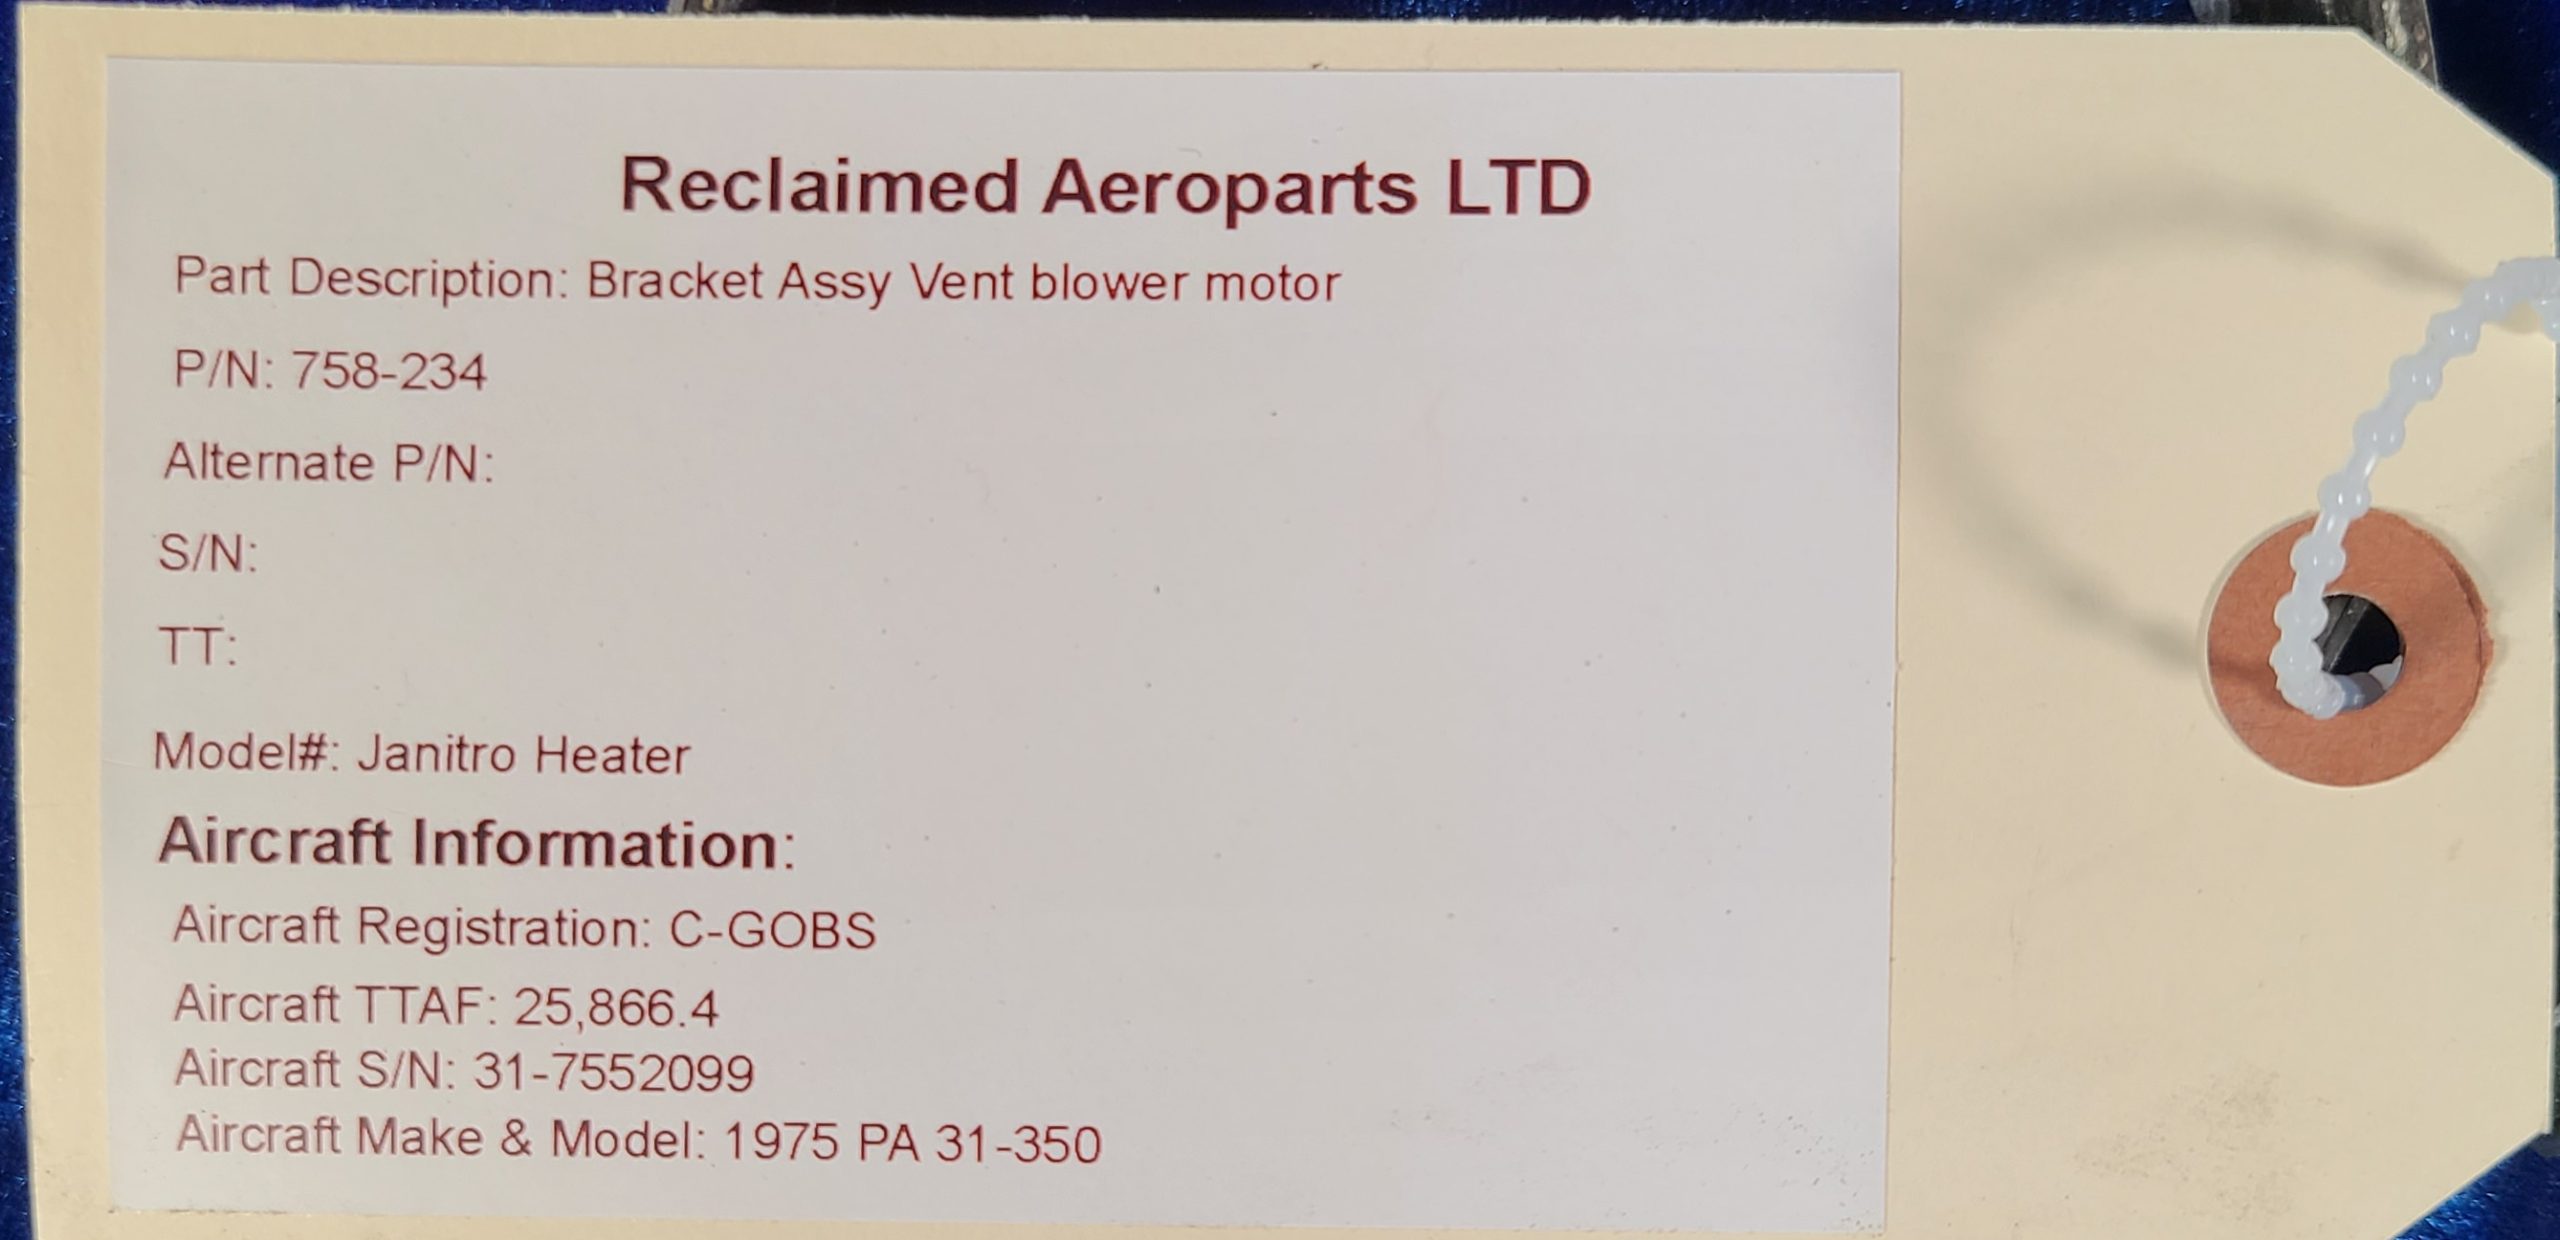 Reclaimed Aeroparts LTD
Part Description: Bracket Assy Vent blower motor
P/N: 758-234
Alternate P/N:
S/N:
TT:
Model#: Janitro Heater
Aircraft Information:
Aircraft Registration: C-GOBS
Aircraft TTAF: 25,866.4
Aircraft S/N: 31-7552099
Aircraft Make & Model: 1975 PA 31-350